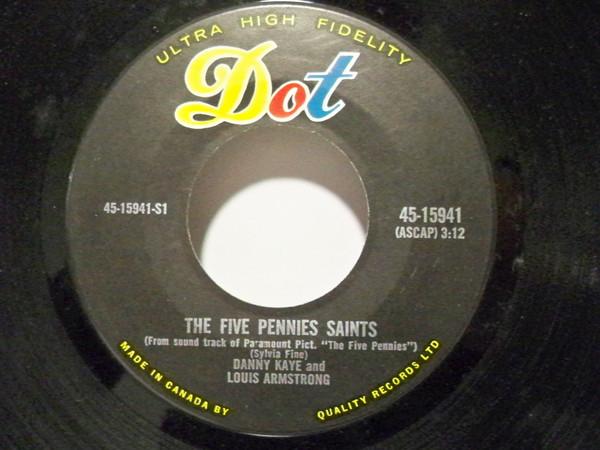 ULTRA HIGH FIDELITY
Dot
45-15941-S1
45-15941
(ASCAP) 3:12
THE FIVE PENNIES SAINTS
(From sound track of Paramount Pict. "The Five Pennies")
(Sylvia Fine)
DANNY KAYE and
LOUIS ARMSTRONG
MADE IN CANADA BY QUALITY RECORDS LTD